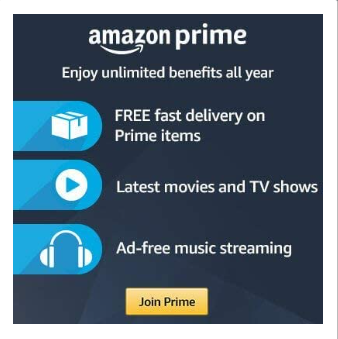 amazon prime
Enjoy unlimited benefits all year
FREE fast delivery on
Prime items
Latest movies and TV shows
Ad-free music streaming
Join Prime